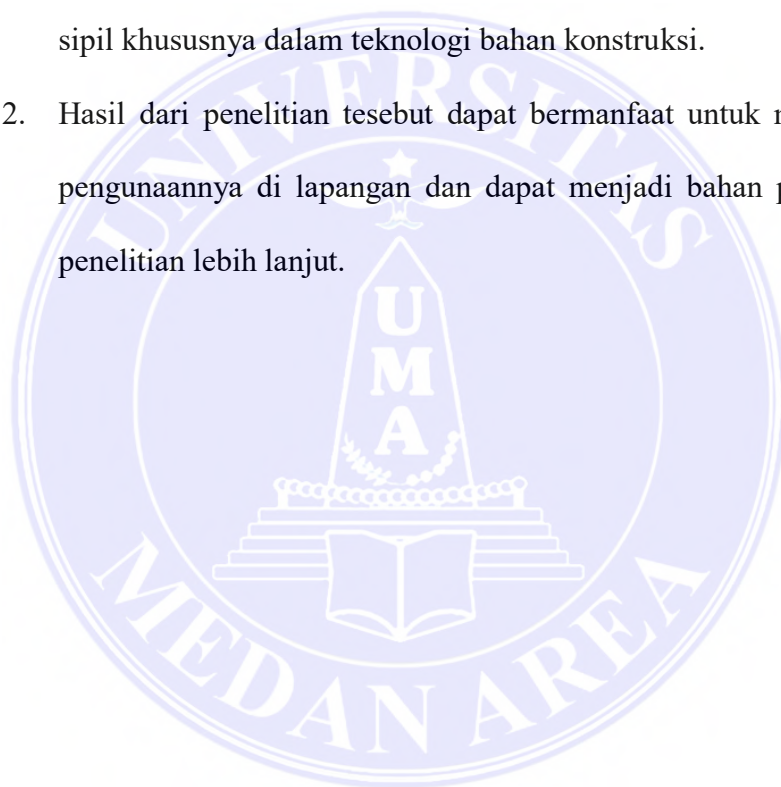 sipil khususnya dalam teknologi bahan konstruksi.
2. Hasil dari penelitian tesebut dapat bermanfaat untuk
pengunaannya di lapangan dan dapat menjadi bahan
penelitian lebih lanjut.
UNIVERSITAS
UMA
MEDAN AREA